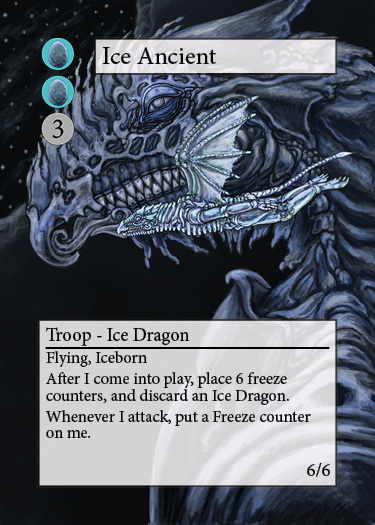 Ice Ancient
3
Troop - Ice Dragon
Flying, Iceborn
After I come into play, place 6 freeze
counters, and discard an Ice Dragon.
Whenever I attack, put a Freeze counter
on me.
6/6